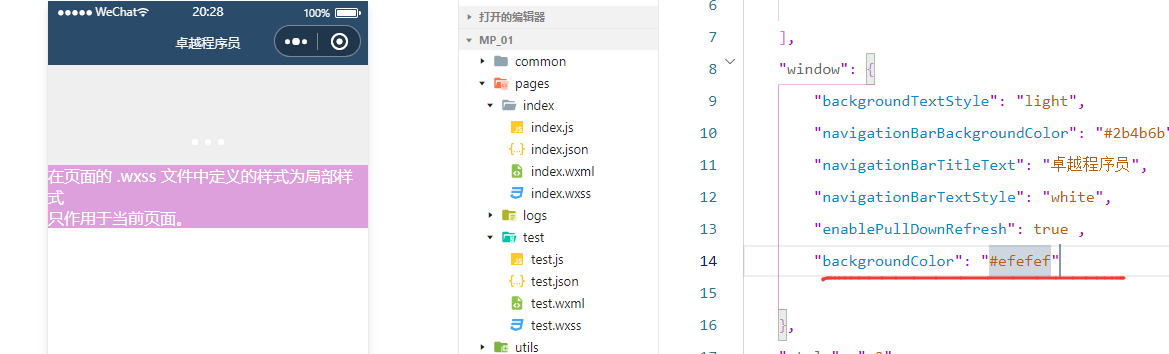 WeChat 20:28 100%
卓越程序员
在页面的 .wxss 文件中定义的样式为局部样
式
只作用于当前页面。
打开的编辑器
MP_01
common
pages
index
index.js
index.json
index.wxml
index.wxss
logs
test
test.js
test.json
test.wxml
test.wxss
utils
6
7 ],
8 "window": {
9 "backgroundTextStyle": "light",
10 "navigationBarBackgroundColor": "#2b4b6b"
11 "navigationBarTitleText": "卓越程序员",
12 "navigationBarTextStyle": "white",
13 "enablePullDownRefresh": true ,
14 "backgroundColor": "#efefef"
15
16 },